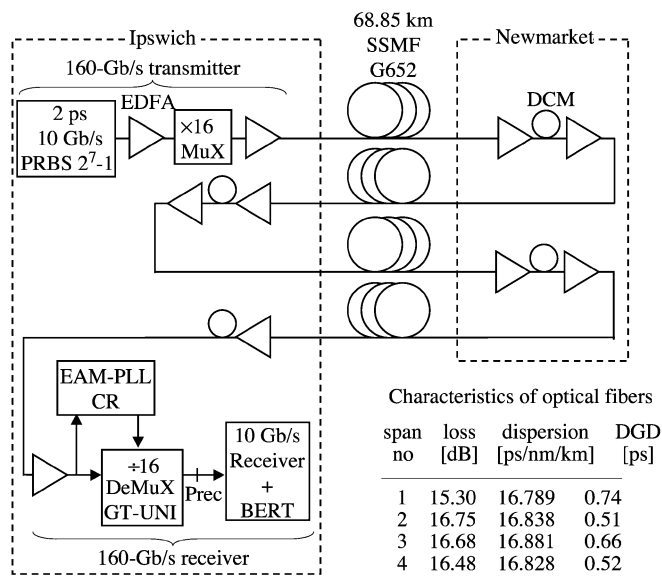 Ipswich
160-Gb/s transmitter
2 ps
10 Gb/s
PRBS 2⁷-1
EDFA
×16
MuX
68.85 km
SSMF
G652
Newmarket
DCM
EAM-PLL
CR
÷16
DeMuX
GT-UNI
Prec
10 Gb/s
Receiver
+
BERT
160-Gb/s receiver
Characteristics of optical fibers
span loss dispersion DGD
no [dB] [ps/nm/km] [ps]
1 15.30 16.789 0.74
2 16.75 16.838 0.51
3 16.68 16.881 0.66
4 16.48 16.828 0.52